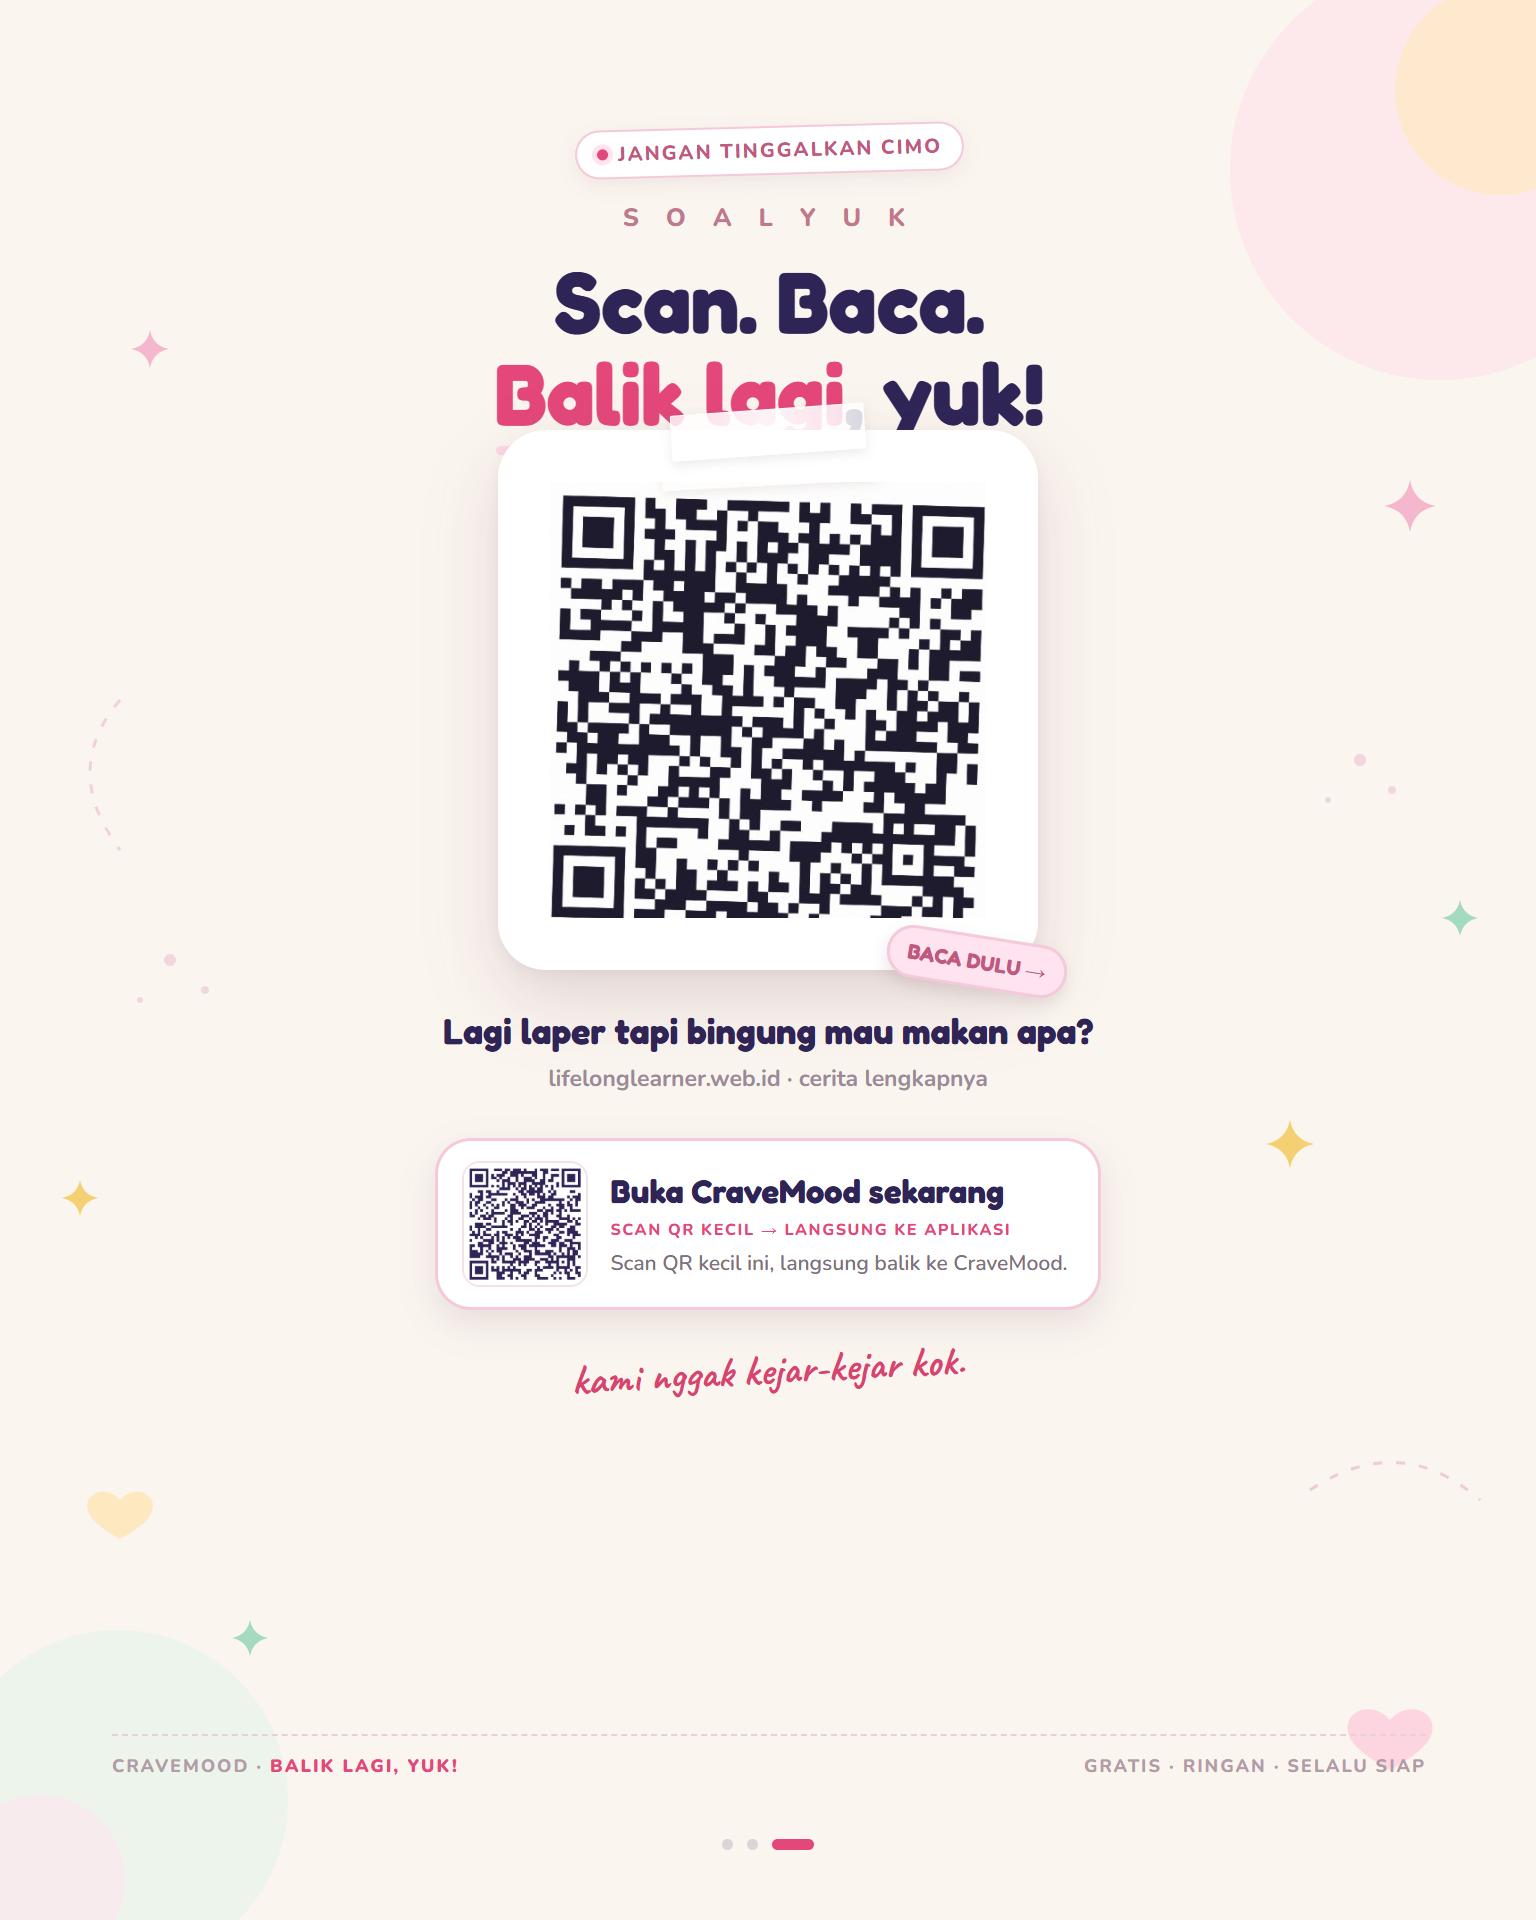 JANGAN TINGGALKAN CIMO
SOALYUK
Scan. Baca.
Balik lagi, yuk!
BACA DULU →
Lagi laper tapi bingung mau makan apa?
lifelonglearner.web.id · cerita lengkapnya
Buka CraveMood sekarang
SCAN QR KECIL → LANGSUNG KE APLIKASI
Scan QR kecil ini, langsung balik ke CraveMood.
kami nggak kejar-kejar kok.
CRAVEMOOD · BALIK LAGI, YUK!
GRATIS · RINGAN · SELALU SIAP